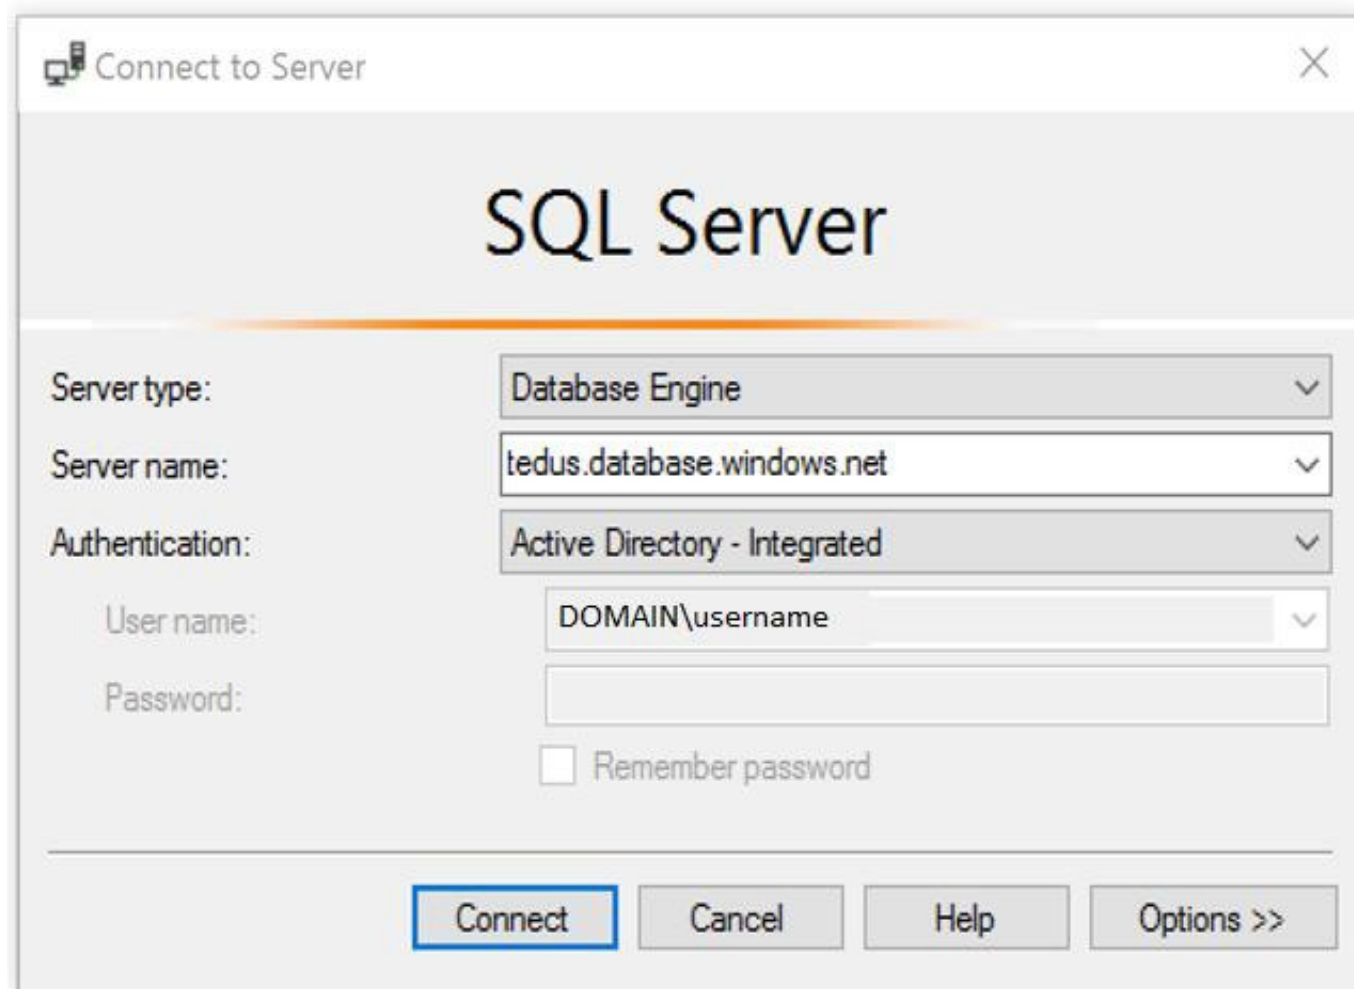 Connect to Server
SQL Server
Server type: Database Engine
Server name: tedus.database.windows.net
Authentication: Active Directory - Integrated
User name: DOMAIN\username
Password:
Remember password
Connect Cancel Help Options >>